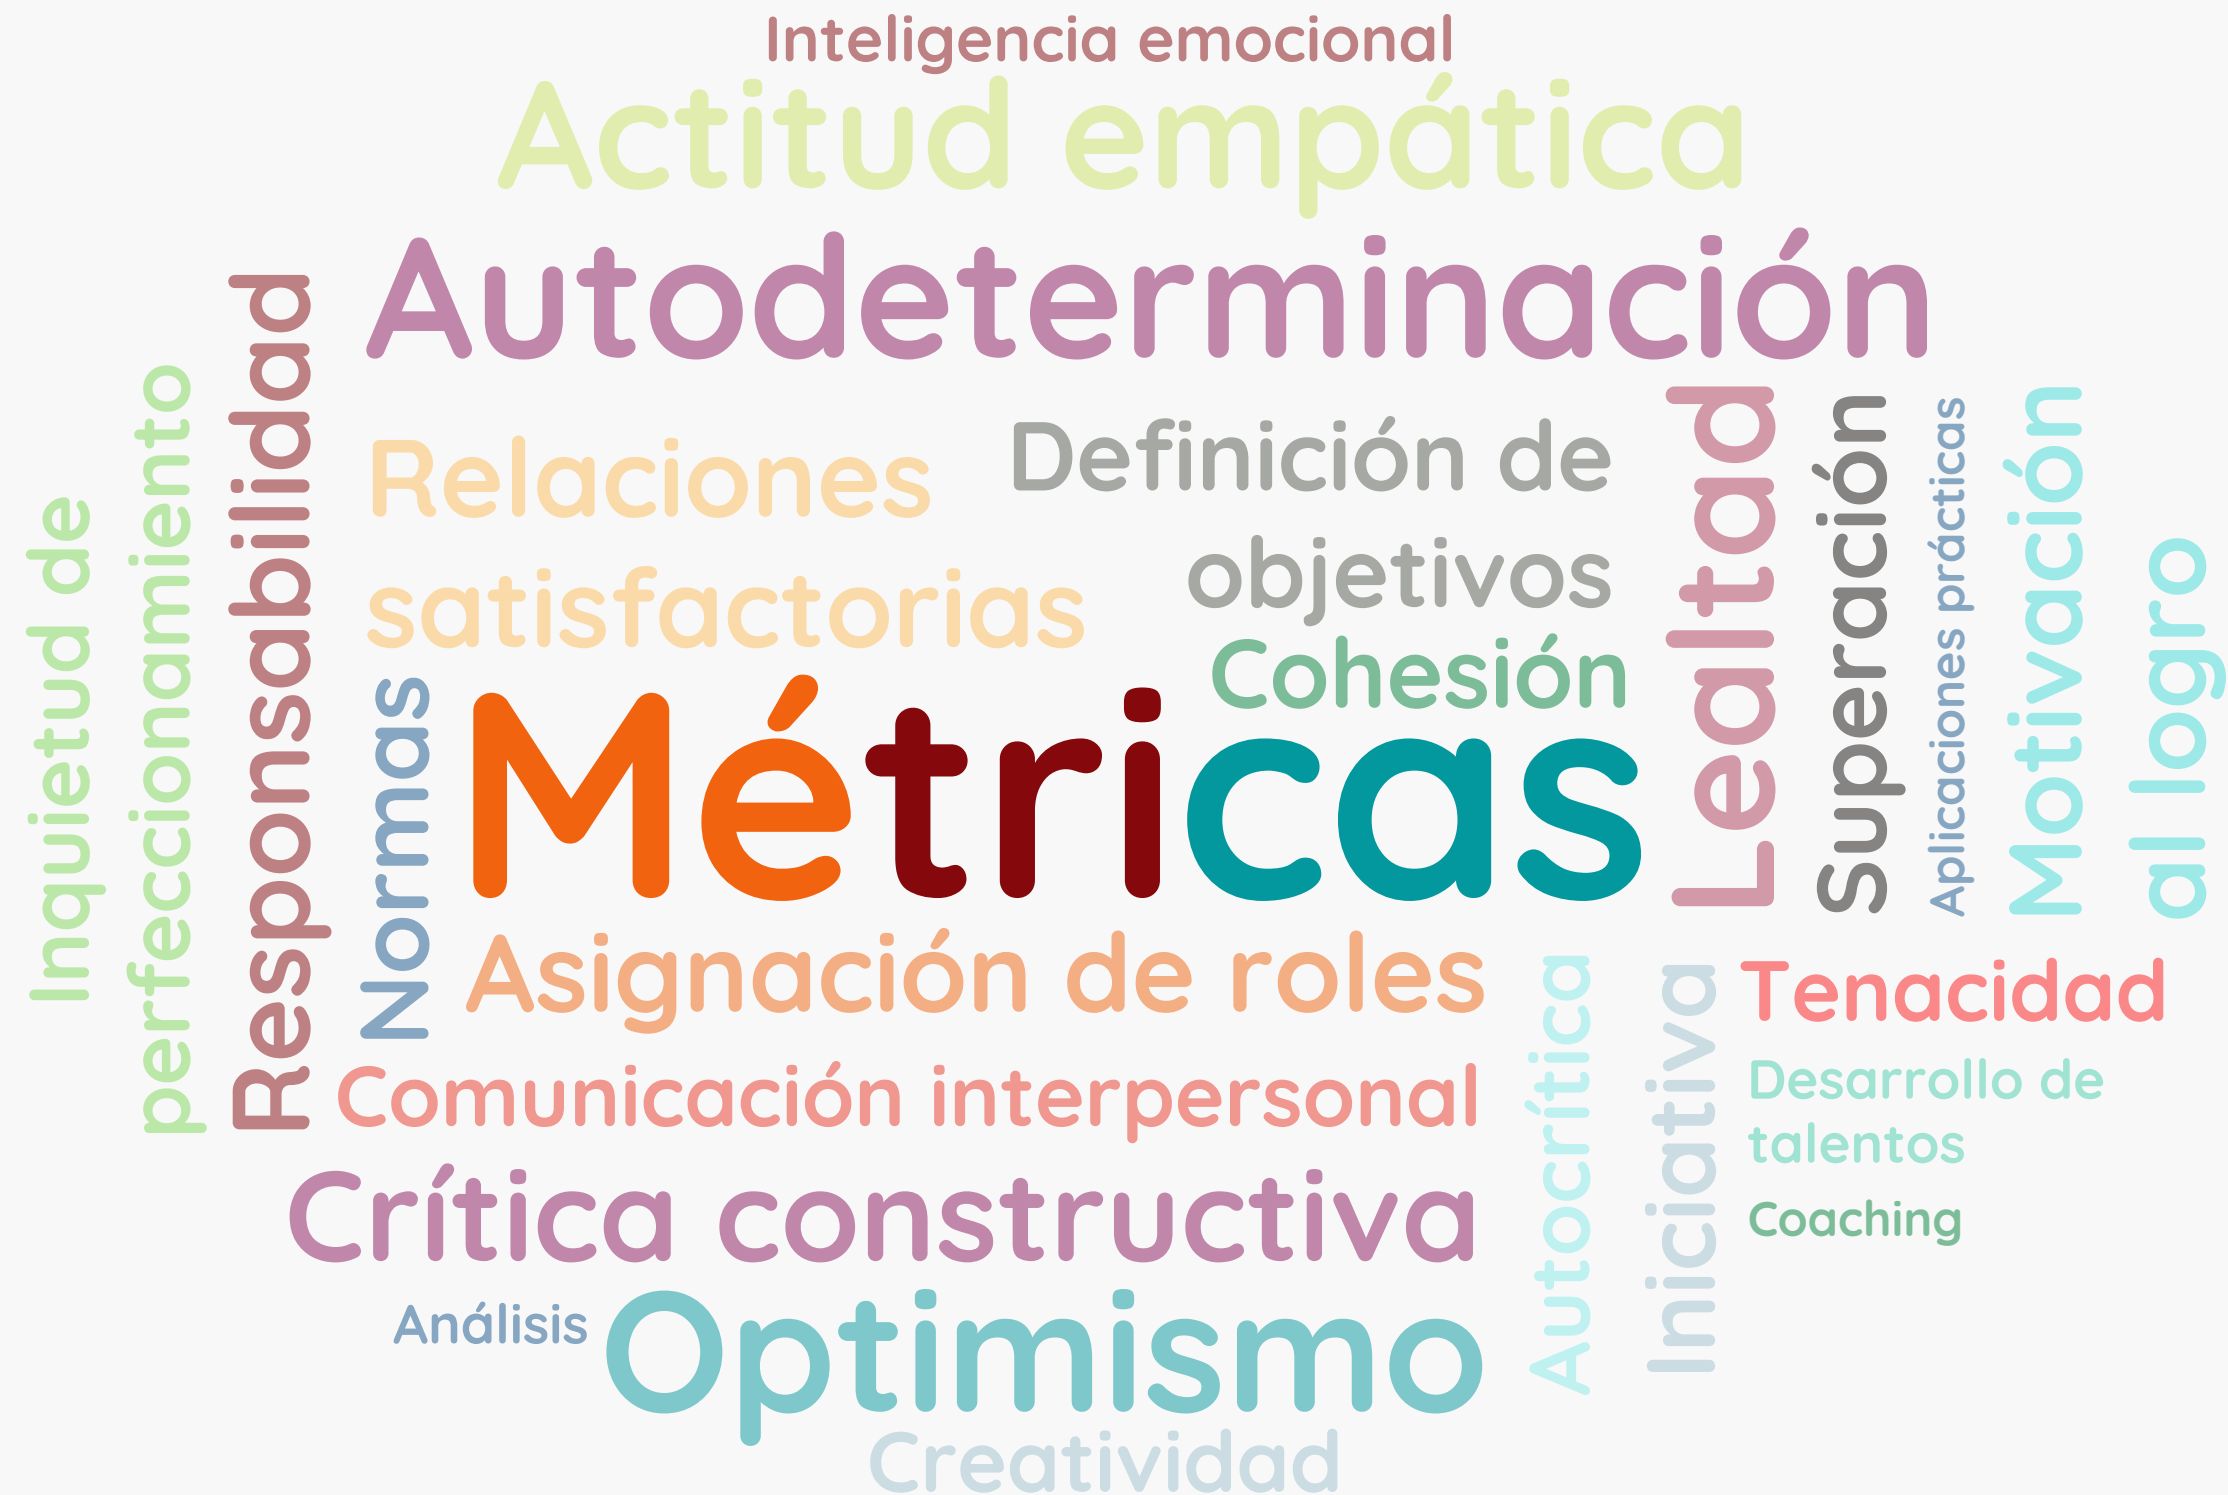 Inteligencia emocional
Actitud empática
Autodeterminación
Inquietud de
perfeccionamiento
Responsabilidad
Relaciones
satisfactorias
Definición de
objetivos
Cohesión
Normas
Métricas
Lealtad
Superación
Aplicaciones prácticas
Motivación
al logro
Asignación de roles
Comunicación interpersonal
Crítica constructiva
Autocrítica
Iniciativa
Tenacidad
Desarrollo de
talentos
Coaching
Análisis
Optimismo
Creatividad